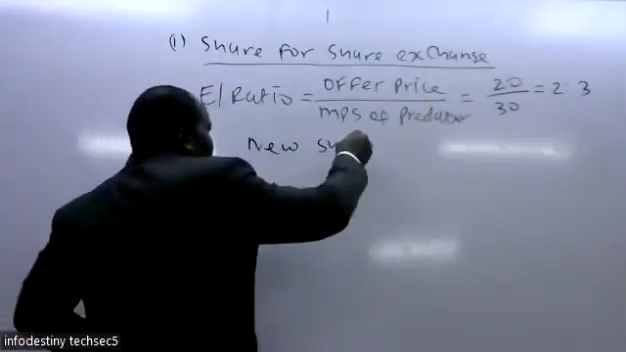 (1) Share for Share exchange
E/Ratio = Offer Price / mps of Predator = 20 / 30 = 2:3
New
infodestiny techsec5